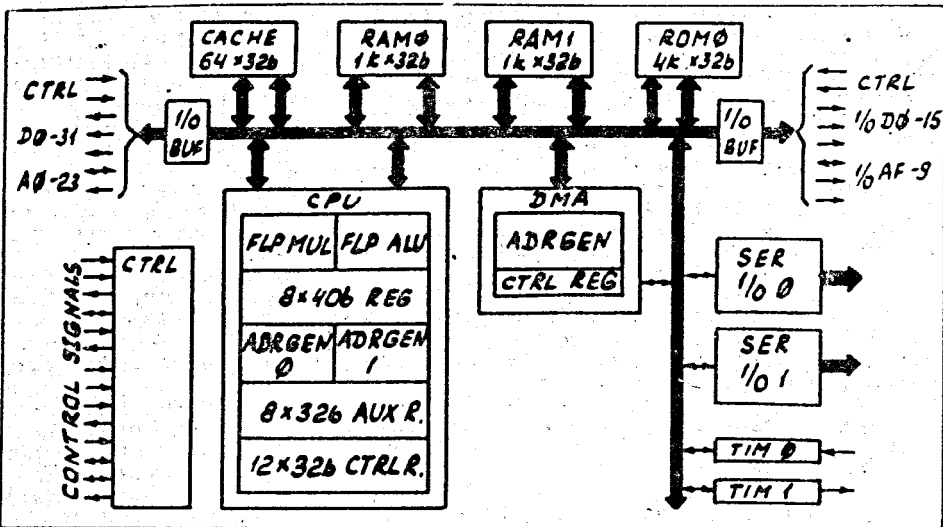 CACHE
64×32b
RAMØ
1k×32b
RAM1
1k×32b
ROMØ
4k×32b
CTRL
DØ-31
AØ-23
I/O
BUF
I/O
BUF
CTRL
I/O DØ-15
I/O AF-9
CPU
FLP MUL
FLP ALU
8×40b REG
ADRGEN
Ø
ADRGEN
1
8×32b AUX R.
12×32b CTRL R.
DMA
ADRGEN
CTRL REG
CTRL
CONTROL SIGNALS
SER
I/O Ø
SER
I/O 1
TIM Ø
TIM 1